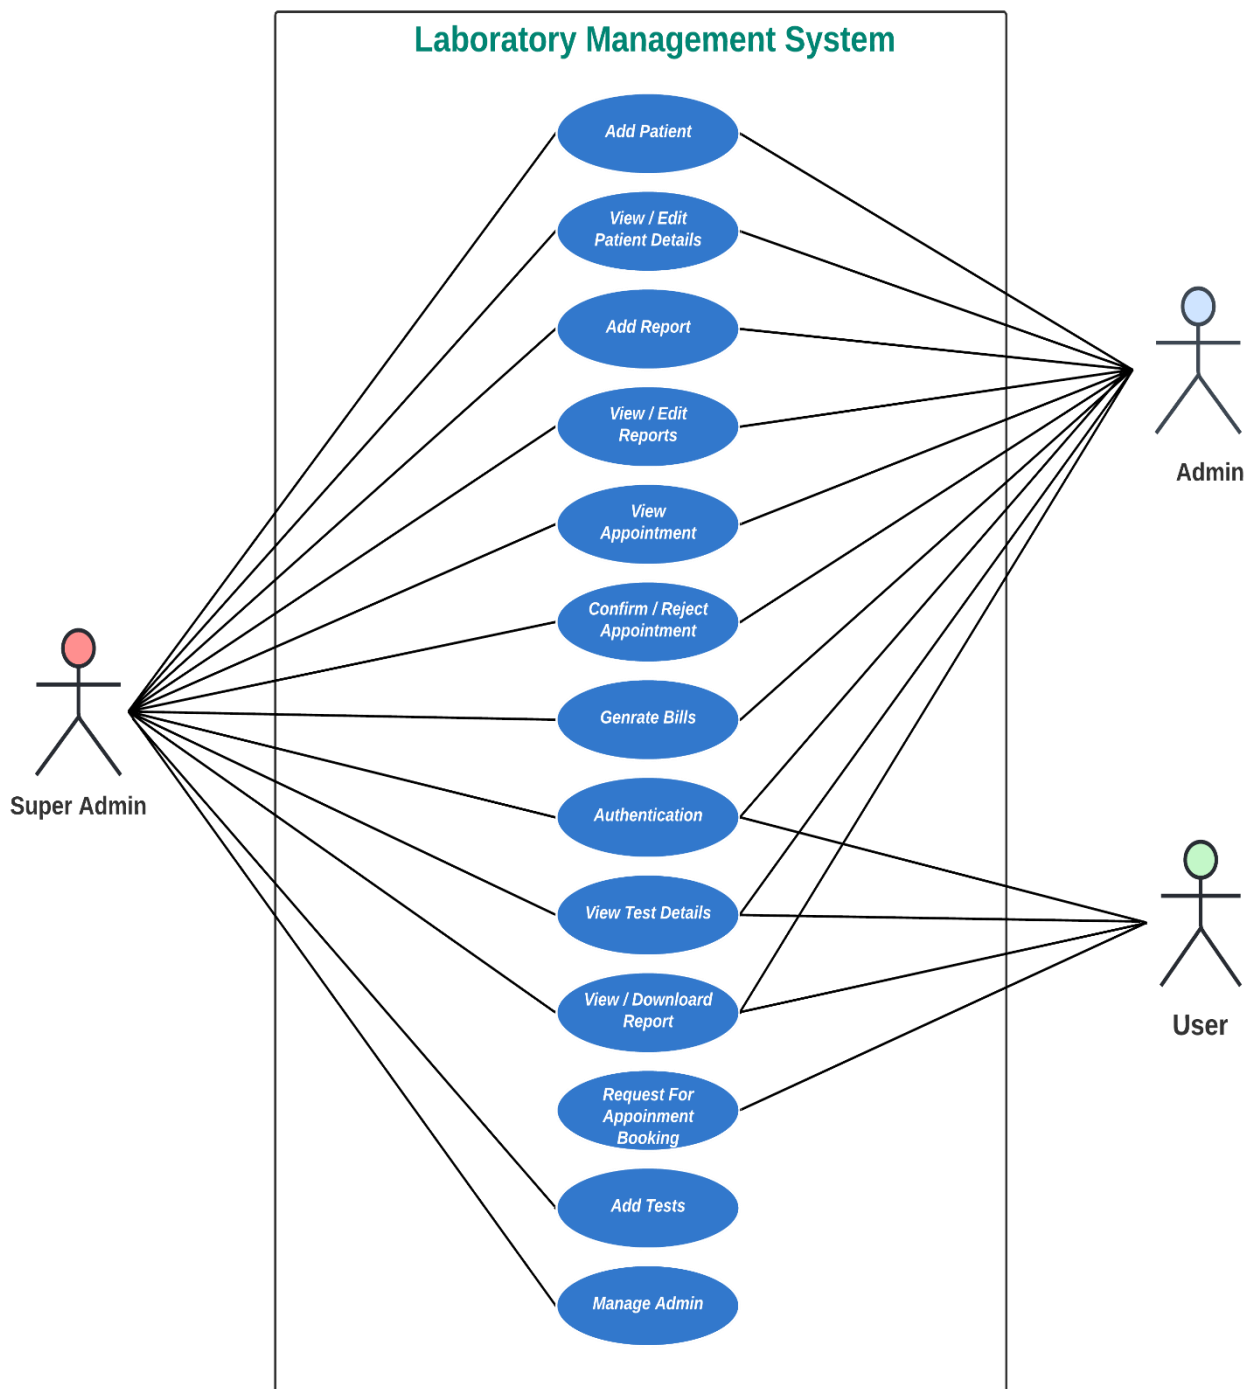 Laboratory Management System
Add Patient
View / Edit
Patient Details
Add Report
View / Edit
Reports
View
Appointment
Confirm / Reject
Appointment
Genrate Bills
Authentication
View Test Details
View / Downloard
Report
Request For
Appoinment
Booking
Add Tests
Manage Admin
Super Admin
Admin
User